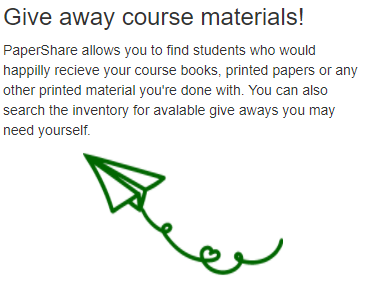 Give away course materials!
PaperShare allows you to find students who would
happilly recieve your course books, printed papers or any
other printed material you're done with. You can also
search the inventory for avalable give aways you may
need yourself.